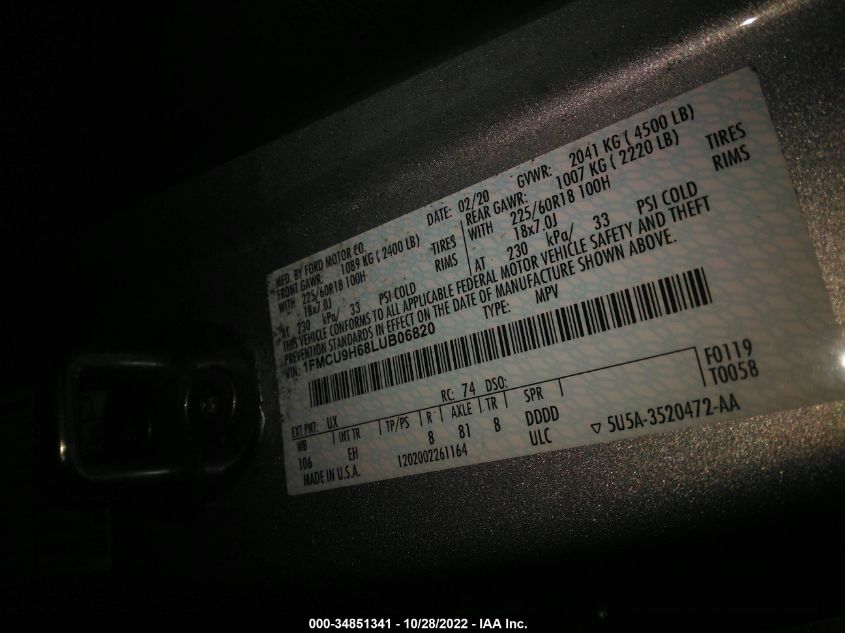 MFD. BY FORD MOTOR CO.
DATE: 02/20 GVWR: 2041 KG ( 4500 LB)
FRONT GAWR: 1089 KG ( 2400 LB) REAR GAWR: 1007 KG ( 2220 LB)
WITH 225/60R18 100H TIRES WITH 225/60R18 100H TIRES
18x7.0J RIMS 18x7.0J RIMS
AT 230 kPa/ 33 PSI COLD AT 230 kPa/ 33 PSI COLD
THIS VEHICLE CONFORMS TO ALL APPLICABLE FEDERAL MOTOR VEHICLE SAFETY AND THEFT
PREVENTION STANDARDS IN EFFECT ON THE DATE OF MANUFACTURE SHOWN ABOVE.
VIN: 1FMCU9H68LUB06820 TYPE: MPV
EXT PNT: UX RC: 74 DSO: F0119
WB INT TR TP/PS R AXLE TR SPR T0058
106 EH 8 81 8 DDDD
MADE IN U.S.A. 1202002261164 ULC ▽ 5U5A-3520472-AA
000-34851341 - 10/28/2022 - IAA Inc.